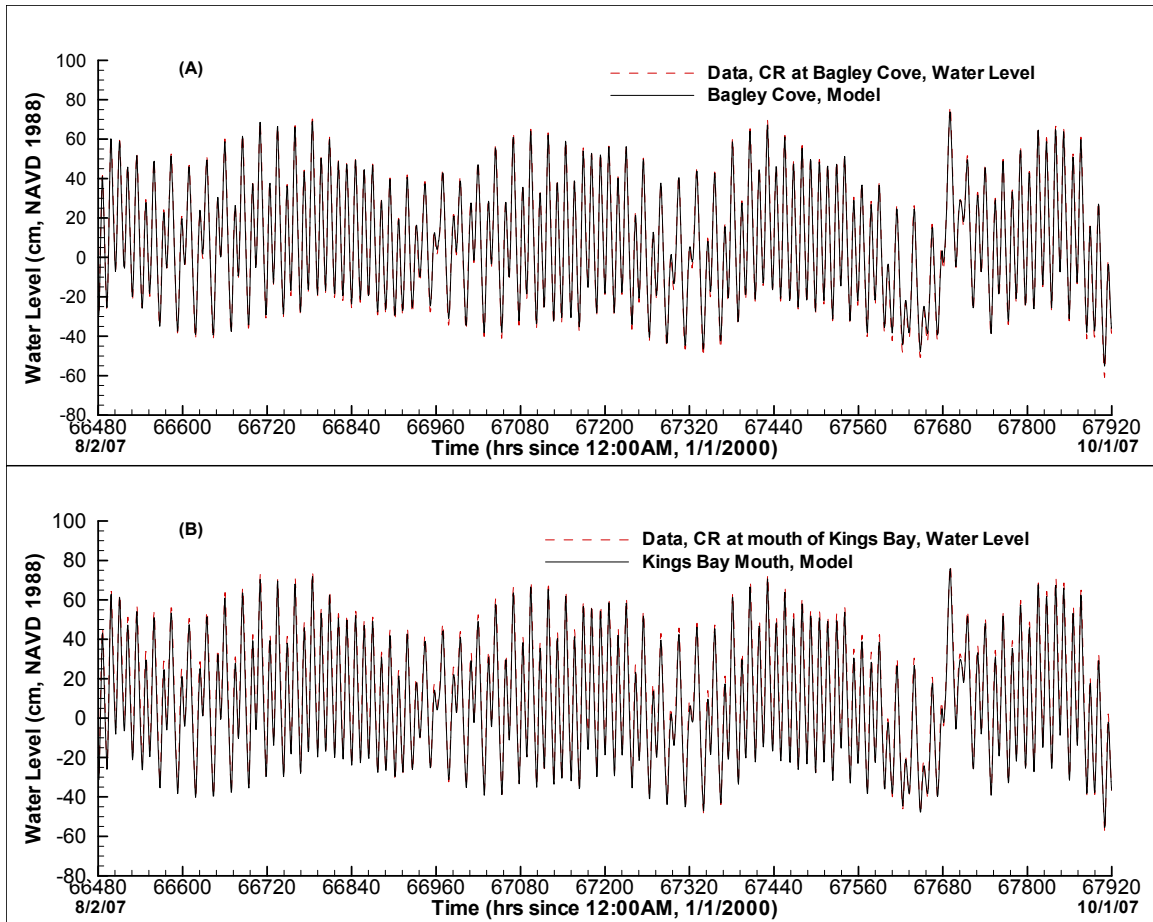 (A)
Data, CR at Bagley Cove, Water Level
Bagley Cove, Model
Water Level (cm, NAVD 1988)
100
80
60
40
20
0
-20
-40
-60
-80
66480 66600 66720 66840 66960 67080 67200 67320 67440 67560 67680 67800 67920
8/2/07 Time (hrs since 12:00AM, 1/1/2000) 10/1/07
(B)
Data, CR at mouth of Kings Bay, Water Level
Kings Bay Mouth, Model
Water Level (cm, NAVD 1988)
100
80
60
40
20
0
-20
-40
-60
-80
66480 66600 66720 66840 66960 67080 67200 67320 67440 67560 67680 67800 67920
8/2/07 Time (hrs since 12:00AM, 1/1/2000) 10/1/07